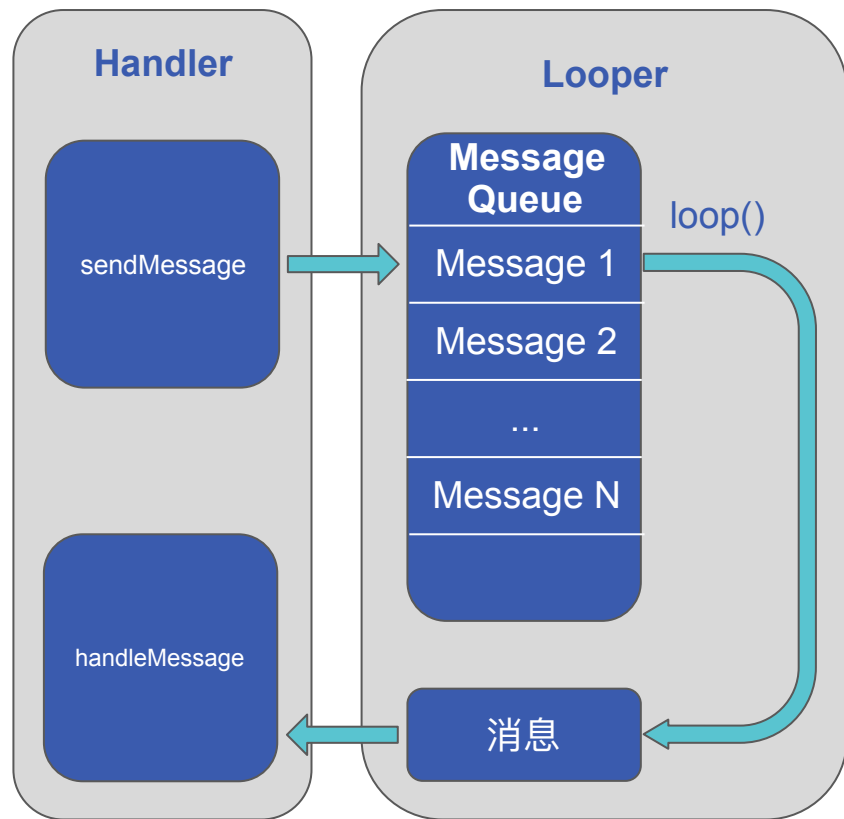 Handler
sendMessage
handleMessage
Looper
Message
Queue
Message 1
Message 2
...
Message N
loop()
消息